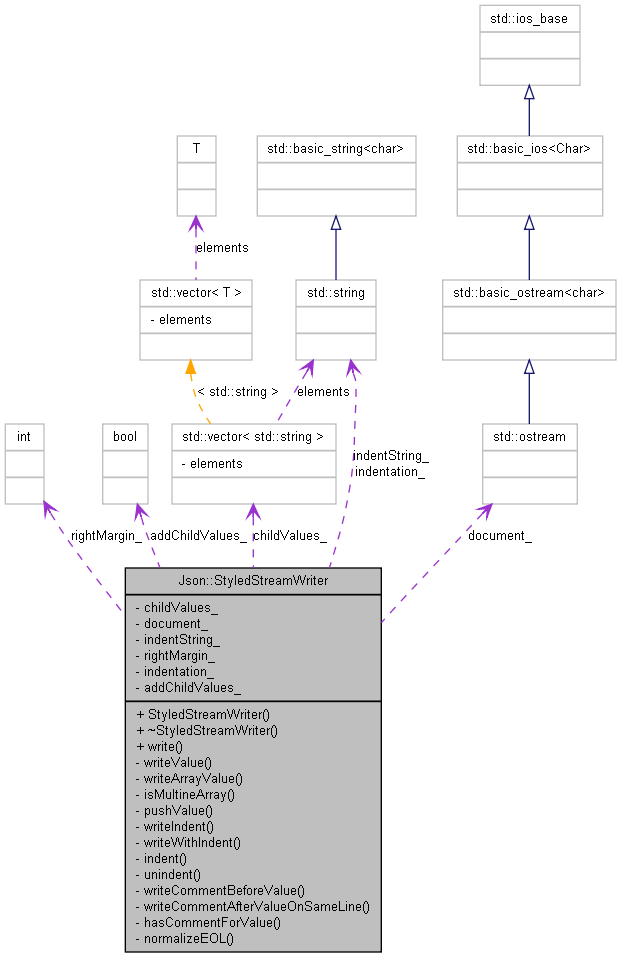 std::ios_base
T
std::basic_string<char>
std::basic_ios<Char>
elements
std::vector< T >
- elements
std::string
std::basic_ostream<char>
< std::string >
elements
int
bool
std::vector< std::string >
- elements
std::ostream
indentString_
indentation_
rightMargin_
addChildValues_
childValues_
document_
Json::StyledStreamWriter
- childValues_
- document_
- indentString_
- rightMargin_
- indentation_
- addChildValues_
+ StyledStreamWriter()
+ ~StyledStreamWriter()
+ write()
- writeValue()
- writeArrayValue()
- isMultineArray()
- pushValue()
- writeIndent()
- writeWithIndent()
- indent()
- unindent()
- writeCommentBeforeValue()
- writeCommentAfterValueOnSameLine()
- hasCommentForValue()
- normalizeEOL()